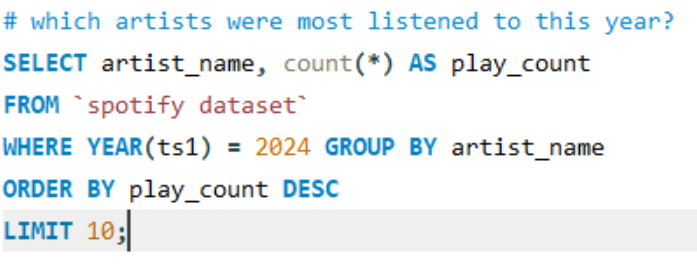 # which artists were most listened to this year?
SELECT artist_name, count(*) AS play_count
FROM `spotify dataset`
WHERE YEAR(ts1) = 2024 GROUP BY artist_name
ORDER BY play_count DESC
LIMIT 10;